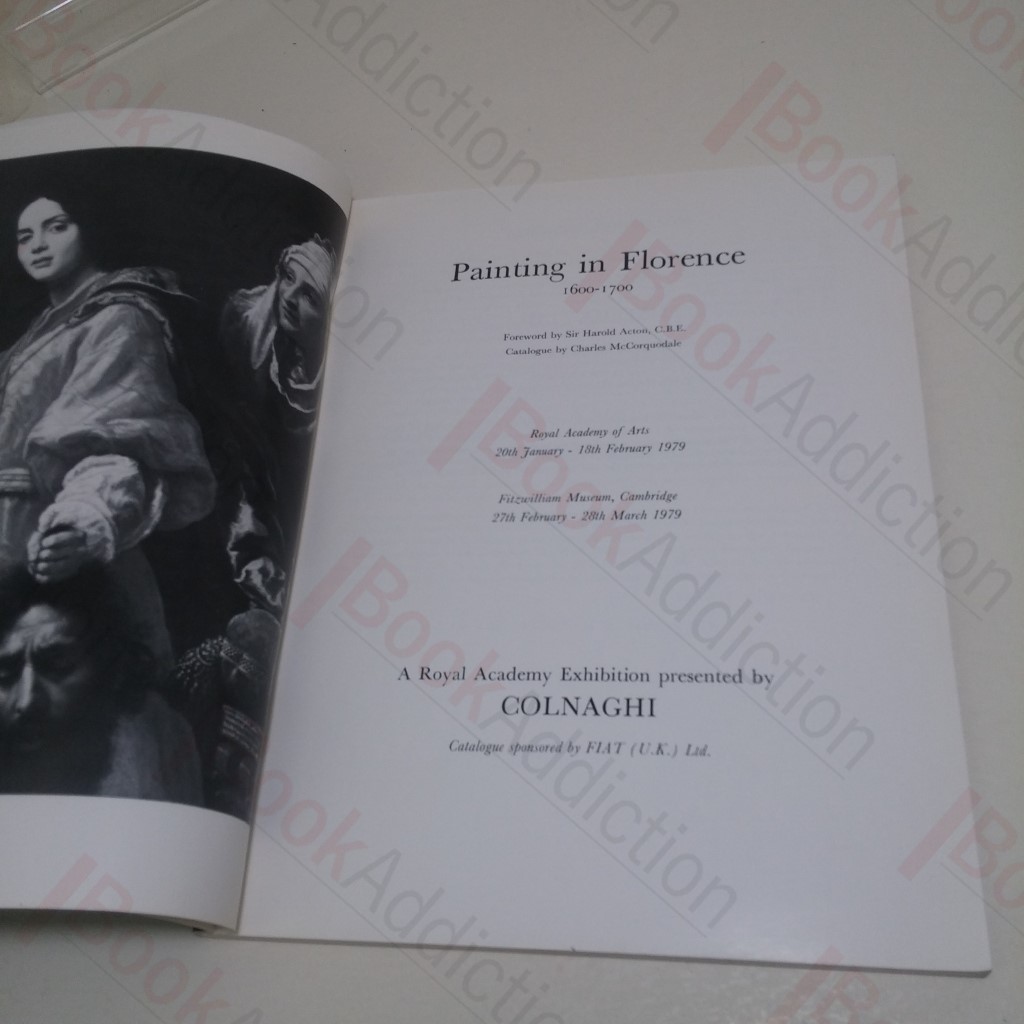 Painting in Florence
1600-1700
Foreword by Sir Harold Acton, C.B.E.
Catalogue by Charles McCorquodale
Royal Academy of Arts
20th January - 18th February 1979
Fitzwilliam Museum, Cambridge
27th February - 28th March 1979
A Royal Academy Exhibition presented by
COLNAGHI
Catalogue sponsored by FIAT (U.K.) Ltd.
BookAddiction